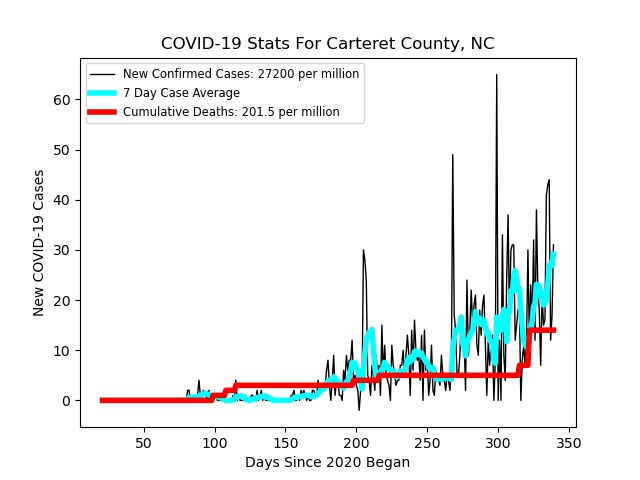 COVID-19 Stats For Carteret County, NC
New Confirmed Cases: 27200 per million
7 Day Case Average
Cumulative Deaths: 201.5 per million
New COVID-19 Cases
60
50
40
30
20
10
0
50 100 150 200 250 300 350
Days Since 2020 Began